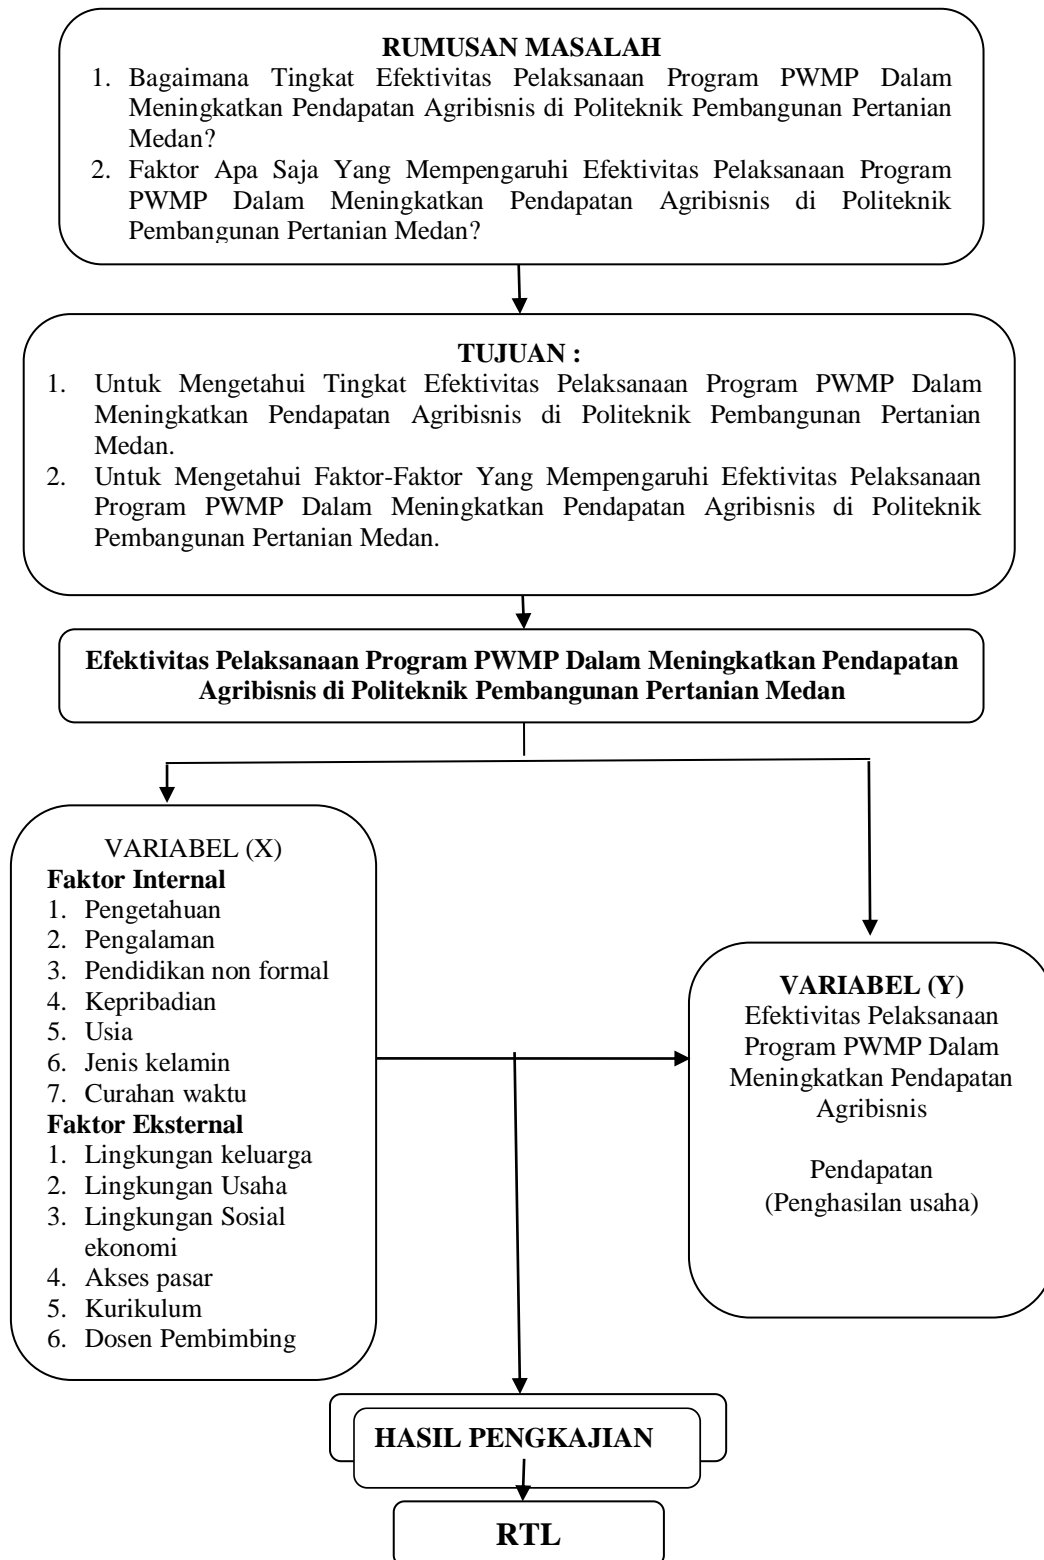 RUMUSAN MASALAH
1. Bagaimana Tingkat Efektivitas Pelaksanaan Program PWMP Dalam
Meningkatkan Pendapatan Agribisnis di Politeknik Pembangunan Pertanian
Medan?
2. Faktor Apa Saja Yang Mempengaruhi Efektivitas Pelaksanaan Program
PWMP Dalam Meningkatkan Pendapatan Agribisnis di Politeknik
Pembangunan Pertanian Medan?
TUJUAN :
1. Untuk Mengetahui Tingkat Efektivitas Pelaksanaan Program PWMP Dalam
Meningkatkan Pendapatan Agribisnis di Politeknik Pembangunan Pertanian
Medan.
2. Untuk Mengetahui Faktor-Faktor Yang Mempengaruhi Efektivitas Pelaksanaan
Program PWMP Dalam Meningkatkan Pendapatan Agribisnis di Politeknik
Pembangunan Pertanian Medan.
Efektivitas Pelaksanaan Program PWMP Dalam Meningkatkan Pendapatan
Agribisnis di Politeknik Pembangunan Pertanian Medan
VARIABEL (X)
Faktor Internal
1. Pengetahuan
2. Pengalaman
3. Pendidikan non formal
4. Kepribadian
5. Usia
6. Jenis kelamin
7. Curahan waktu
Faktor Eksternal
1. Lingkungan keluarga
2. Lingkungan Usaha
3. Lingkungan Sosial
ekonomi
4. Akses pasar
5. Kurikulum
6. Dosen Pembimbing
VARIABEL (Y)
Efektivitas Pelaksanaan
Program PWMP Dalam
Meningkatkan Pendapatan
Agribisnis
Pendapatan
(Penghasilan usaha)
HASIL PENGKAJIAN
RTL